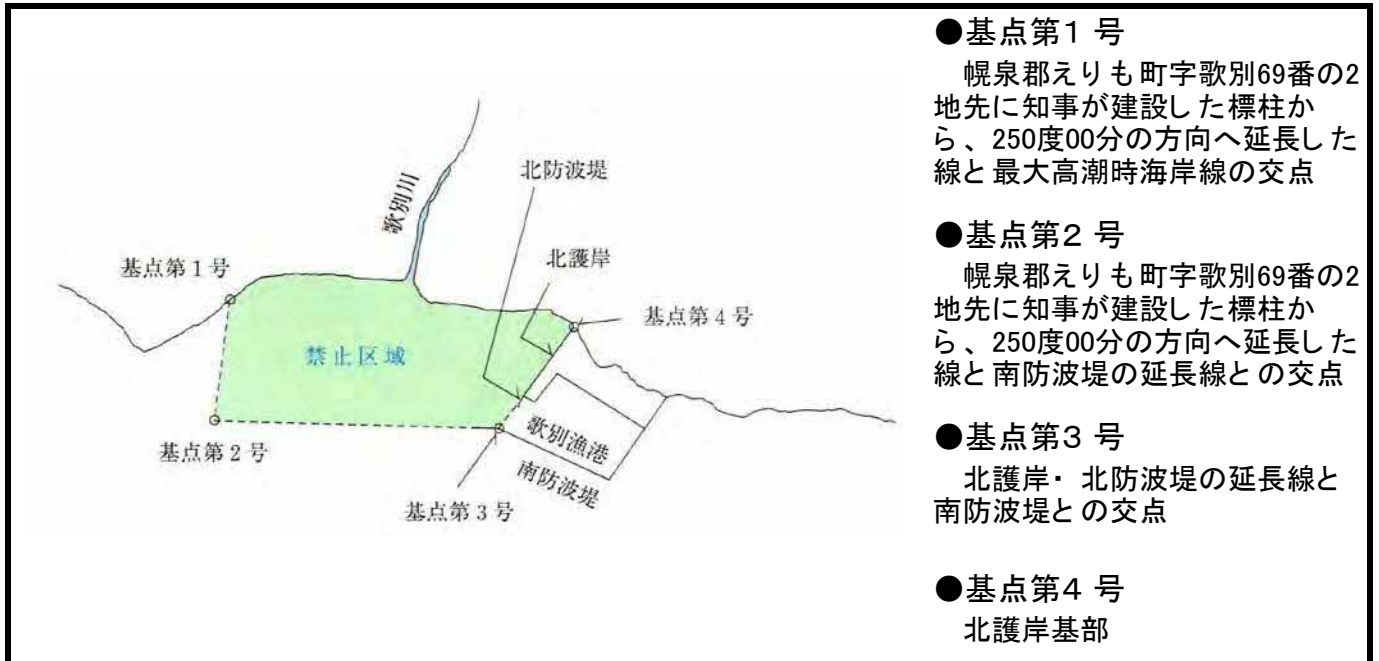 北防波堤
歌別川
北護岸
基点第1号
基点第4号
禁止区域
基点第2号
歌別漁港
南防波堤
基点第3号
●基点第1号
幌泉郡えりも町字歌別69番の2
地先に知事が建設した標柱か
ら、250度00分の方向へ延長した
線と最大高潮時海岸線の交点
●基点第2号
幌泉郡えりも町字歌別69番の2
地先に知事が建設した標柱か
ら、250度00分の方向へ延長した
線と南防波堤の延長線との交点
●基点第3号
北護岸・北防波堤の延長線と
南防波堤との交点
●基点第4号
北護岸基部